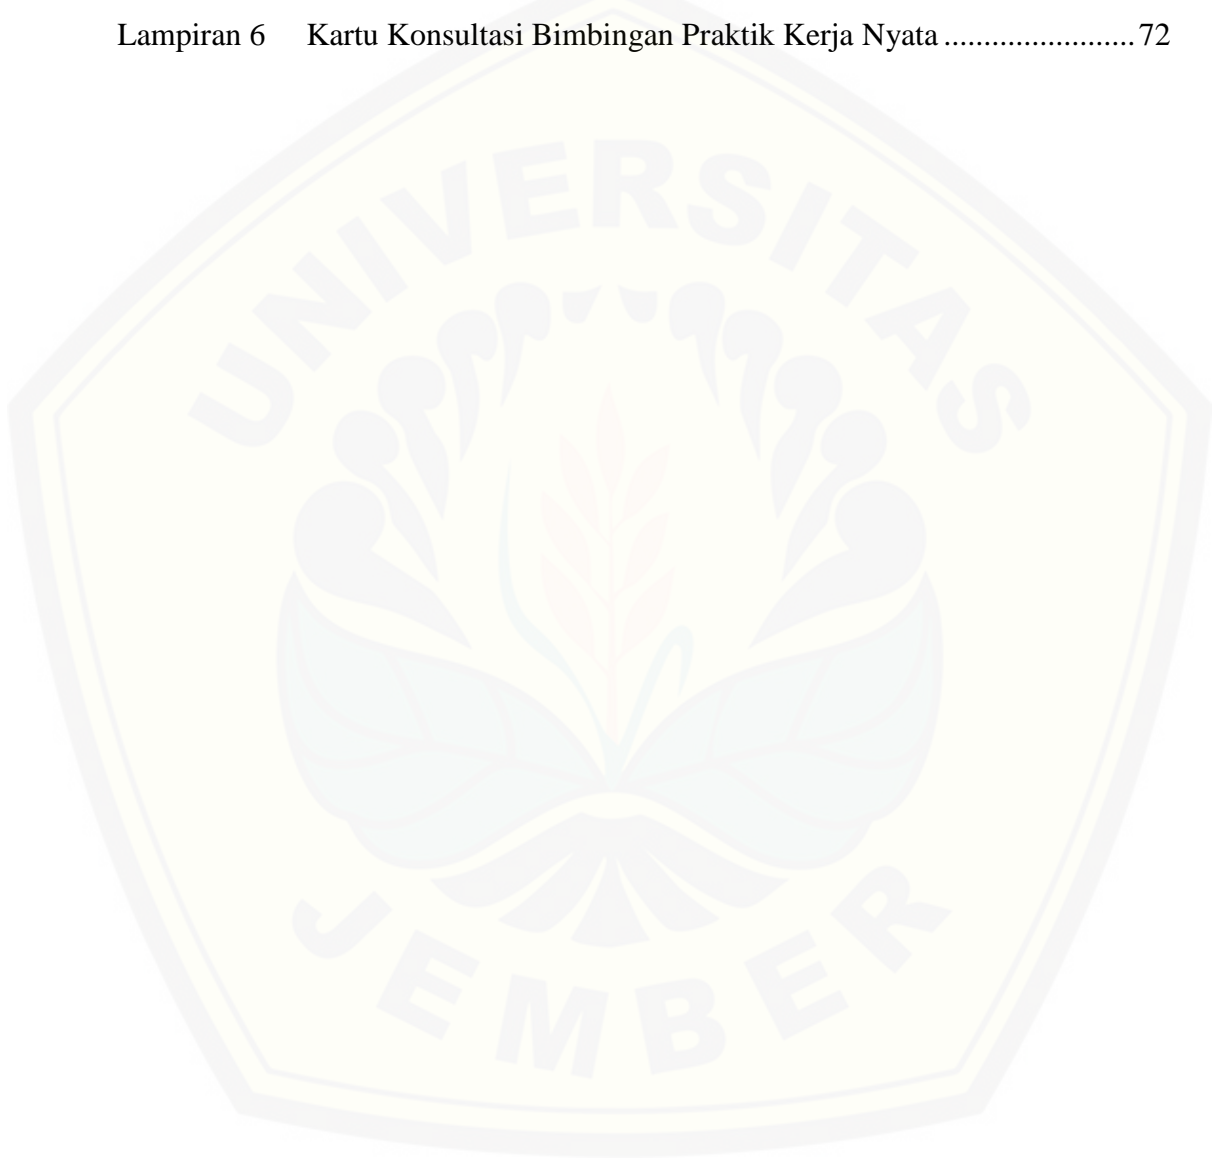 Lampiran 6 Kartu Konsultasi Bimbingan Praktik Kerja Nyata ........................ 72
UNIVERSITAS
JEMBER